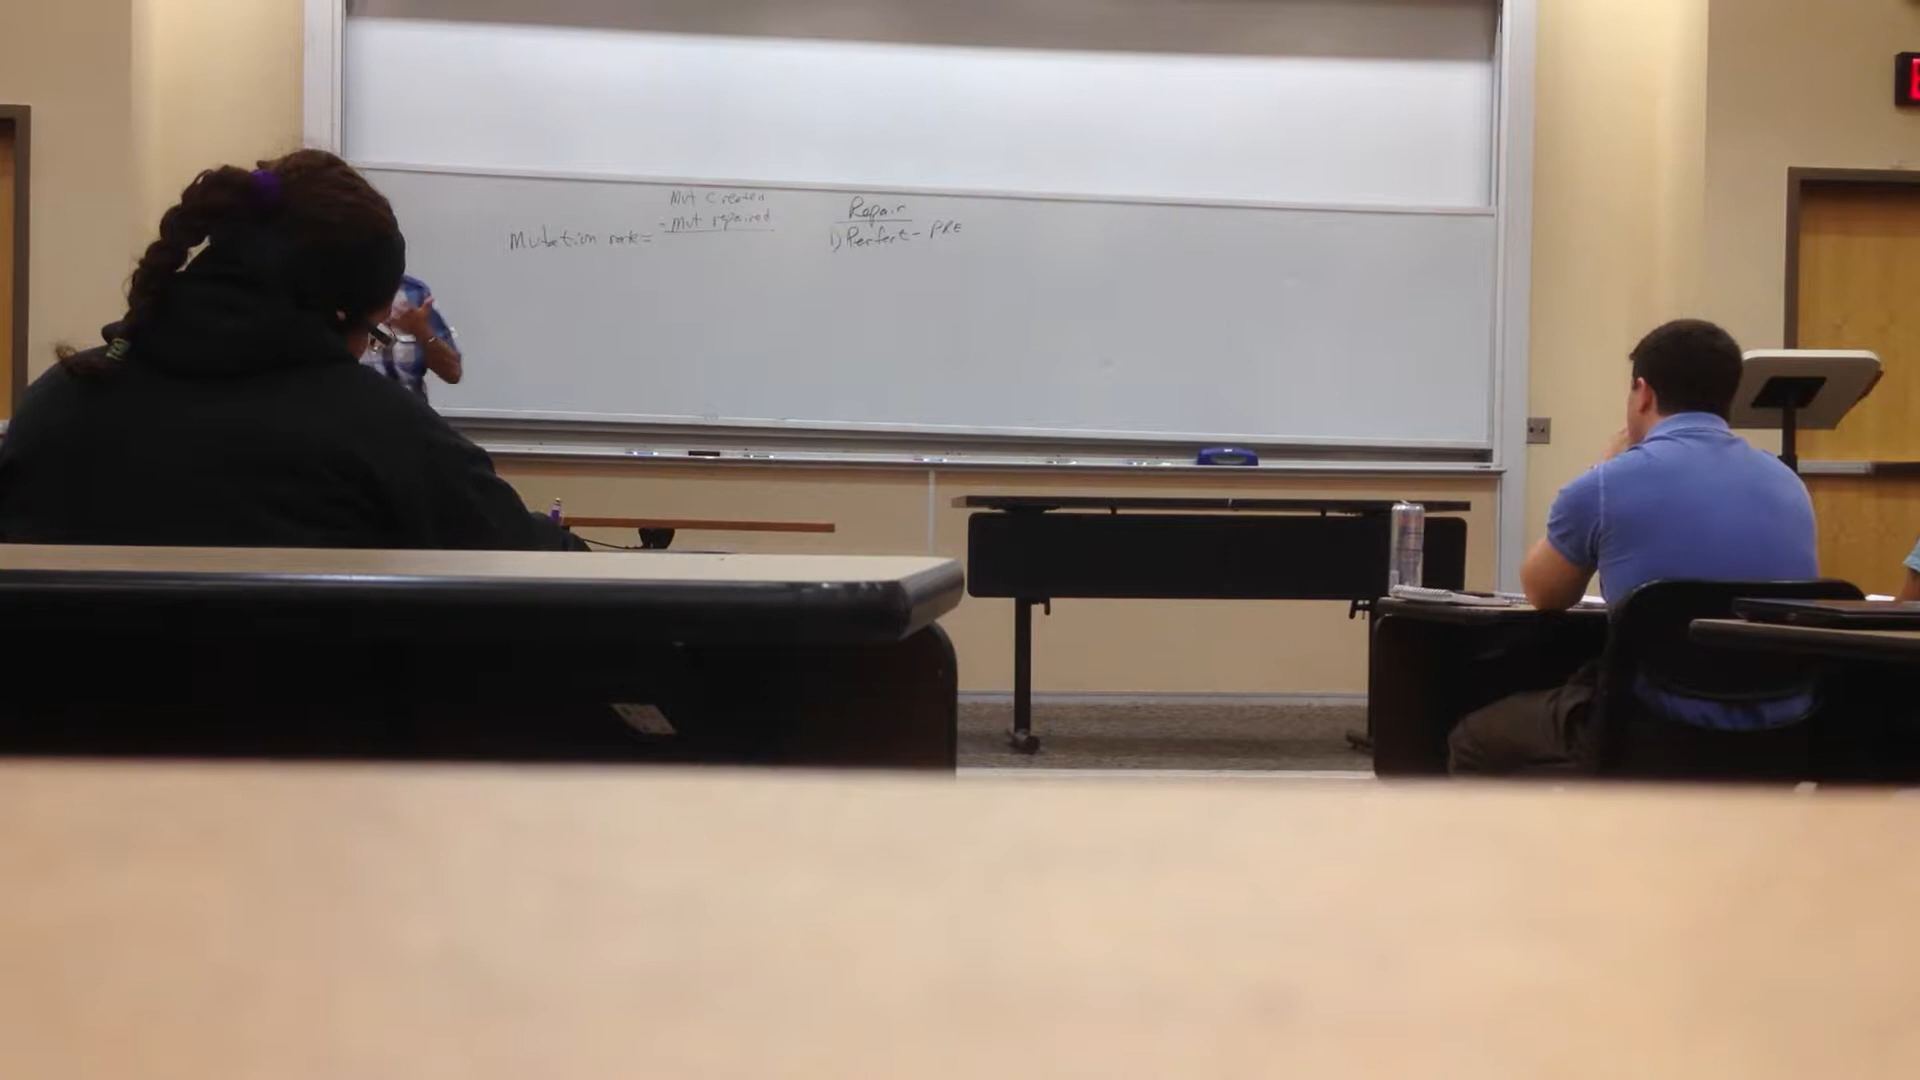 Mut Created
- Mut repaired
Mutation rate =
Repair
1) Perfect - PRE